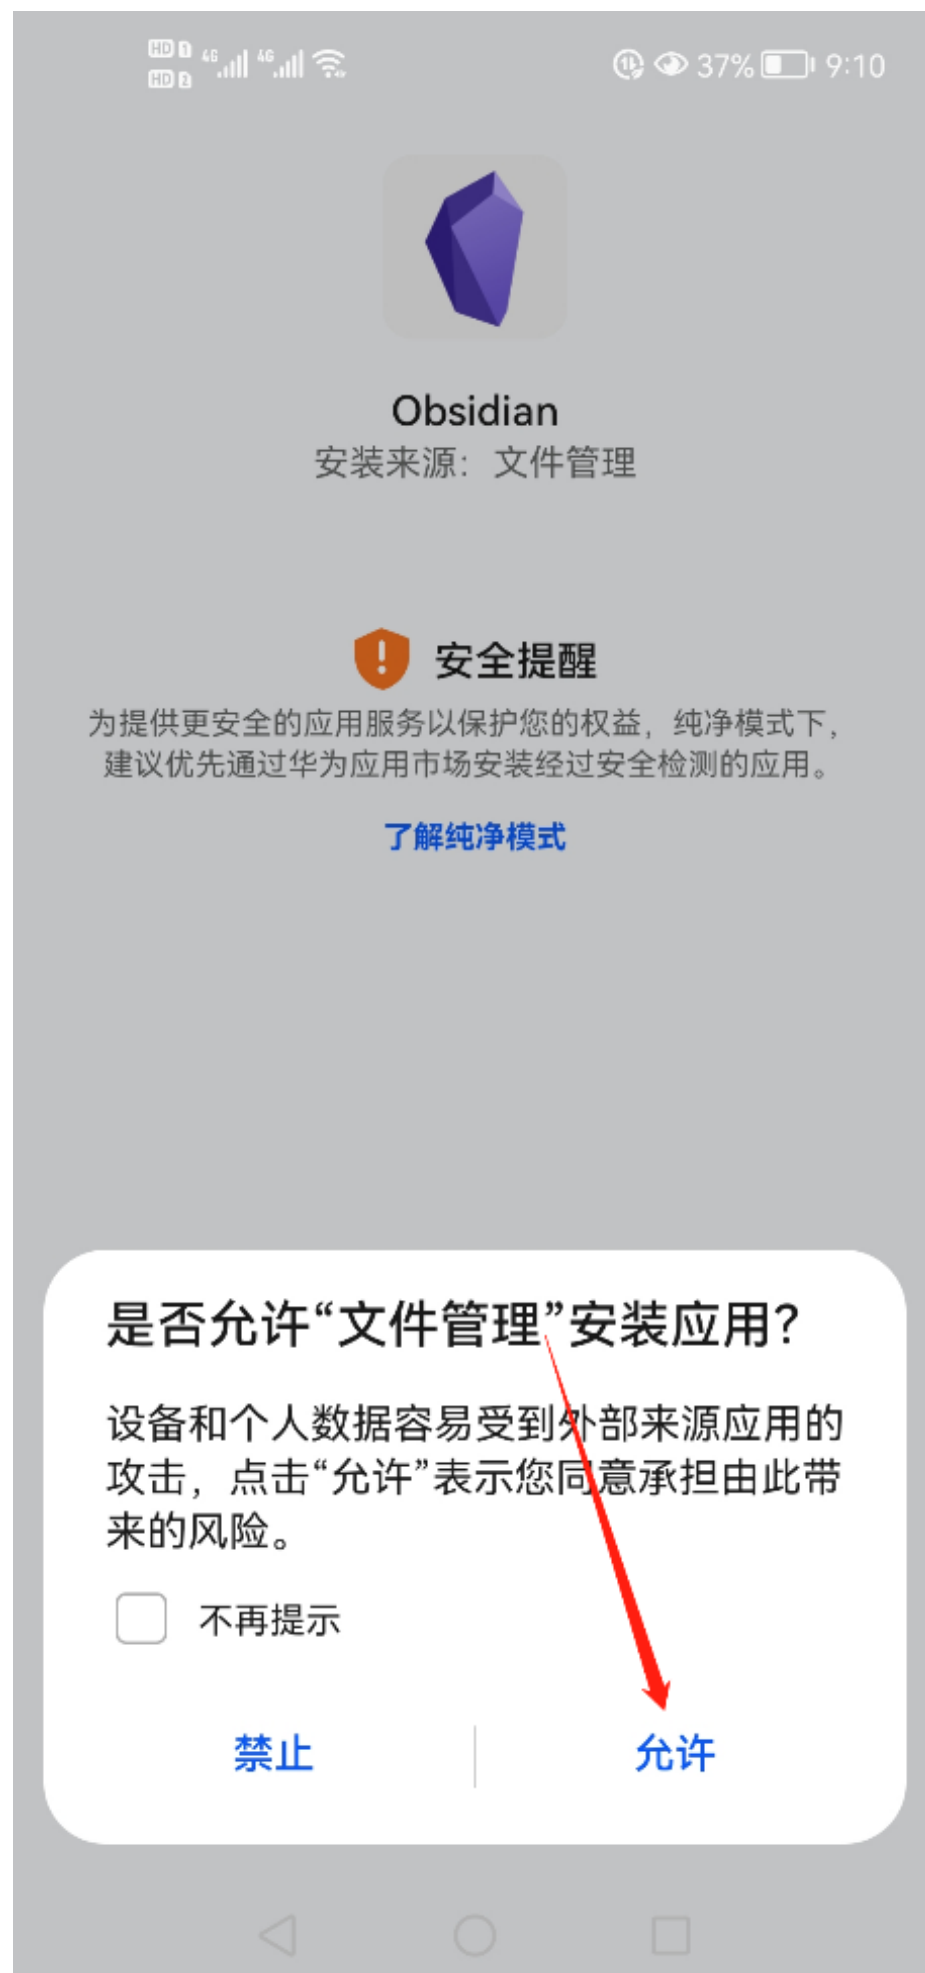 HD 1 4G 4G
HD 2
37% 9:10
Obsidian
安装来源：文件管理
安全提醒
为提供更安全的应用服务以保护您的权益，纯净模式下，
建议优先通过华为应用市场安装经过安全检测的应用。
了解纯净模式
是否允许“文件管理”安装应用？
设备和个人数据容易受到外部来源应用的
攻击，点击“允许”表示您同意承担由此带
来的风险。
不再提示
禁止
允许